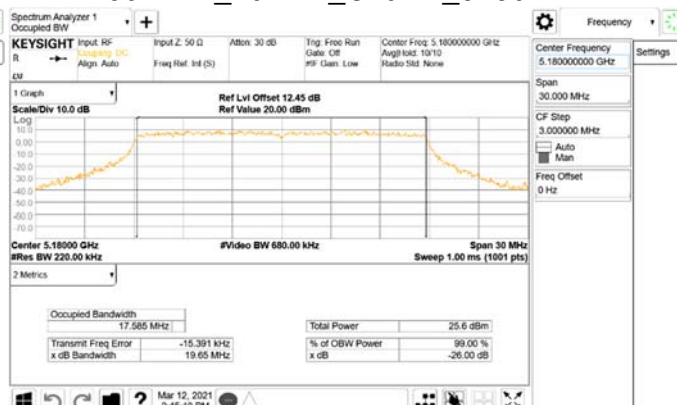 Spectrum Analyzer 1
Occupied BW
Frequency
KEYSIGHT Input: RF
Coupling: DC
Align: Auto
R
LXI
Input Z: 50 Ω
Freq Ref: Int (S)
Atten: 30 dB
Trig: Free Run
Gate: Off
#IF Gain: Low
Center Freq: 5.180000000 GHz
Avg|Hold: 10/10
Radio Std: None
Center Frequency
5.180000000 GHz
Settings
Span
30.000 MHz
CF Step
3.000000 MHz
Auto
Man
Freq Offset
0 Hz
1 Graph
Scale/Div 10.0 dB
Ref Lvl Offset 12.45 dB
Ref Value 20.00 dBm
Log
10.0
0.00
-10.0
-20.0
-30.0
-40.0
-50.0
-60.0
-70.0
Center 5.18000 GHz
#Res BW 220.00 kHz
#Video BW 680.00 kHz
Span 30 MHz
Sweep 1.00 ms (1001 pts)
2 Metrics
Occupied Bandwidth
17.585 MHz
Total Power 25.6 dBm
Transmit Freq Error -15.391 kHz
% of OBW Power 99.00 %
x dB Bandwidth 19.65 MHz
x dB -26.00 dB
Mar 12, 2021